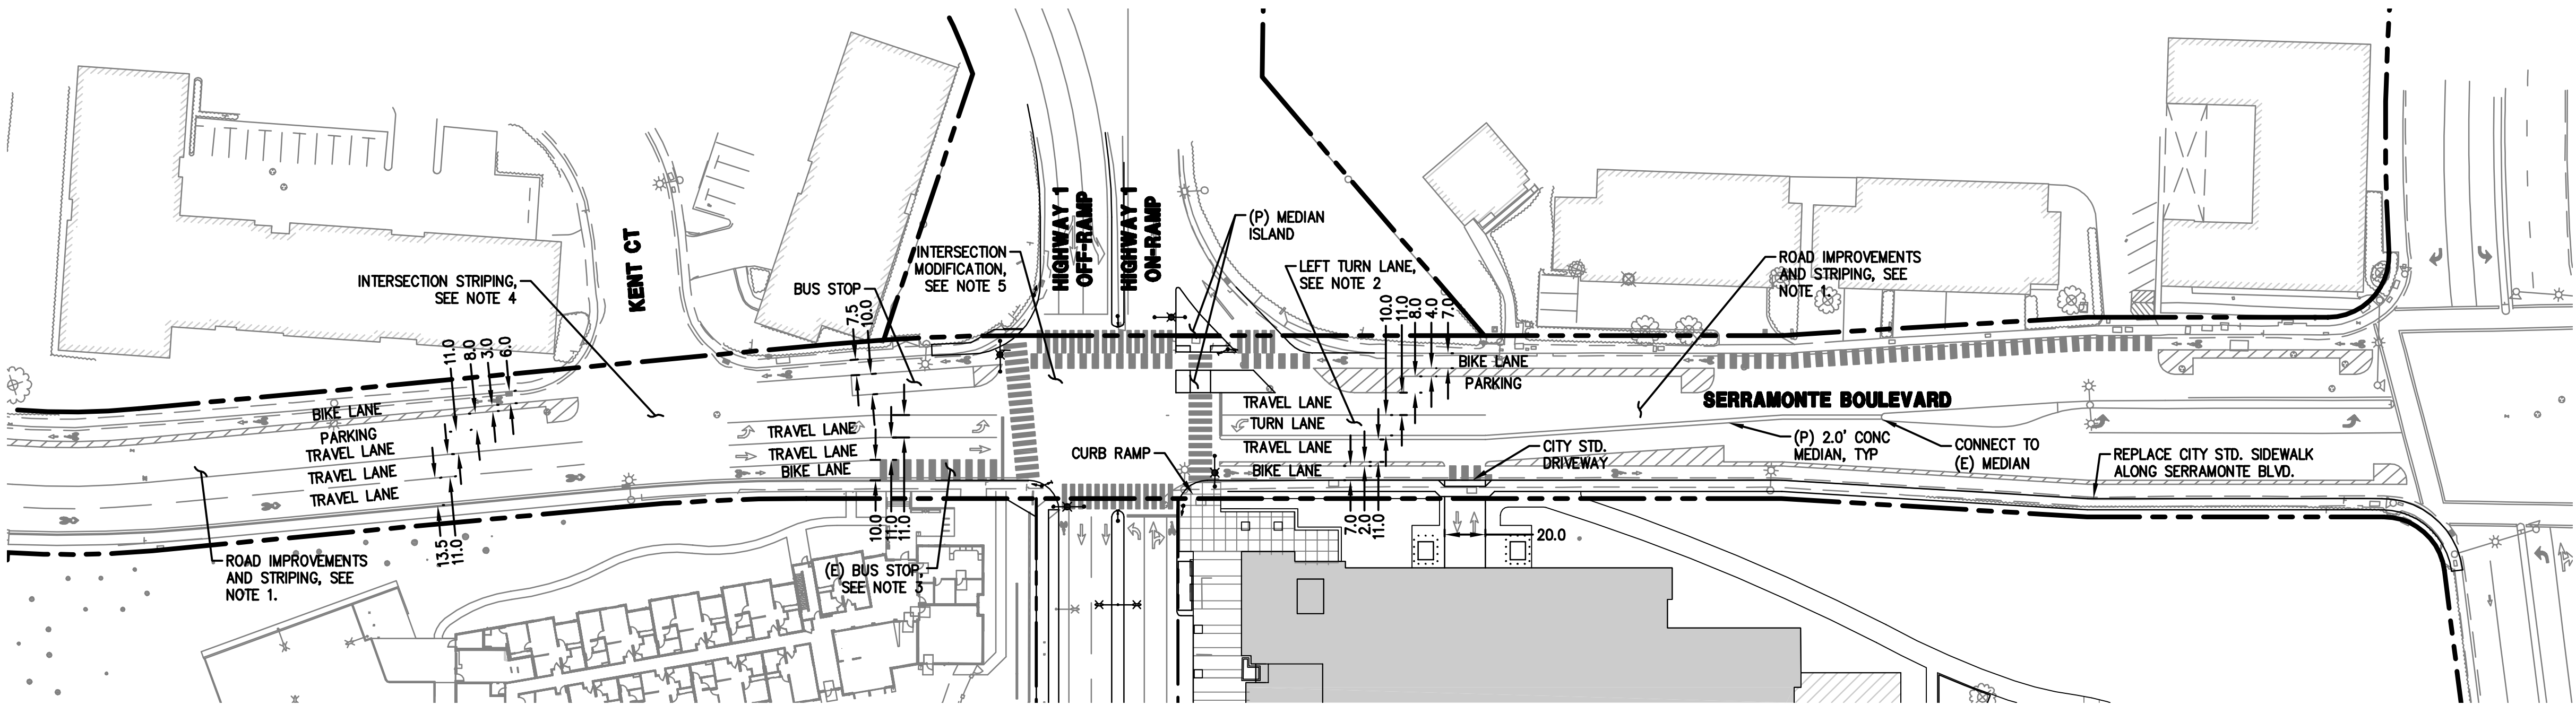 INTERSECTION STRIPING,
SEE NOTE 4
KENT CT
BUS STOP
INTERSECTION
MODIFICATION,
SEE NOTE 5
HIGHWAY 1
OFF-RAMP
HIGHWAY 1
ON-RAMP
(P) MEDIAN
ISLAND
LEFT TURN LANE,
SEE NOTE 2
ROAD IMPROVEMENTS
AND STRIPING, SEE
NOTE 1.
11.0
8.0
3.0
6.0
7.5
10.0
10.0
11.0
8.0
4.0
7.0
BIKE LANE
PARKING
TRAVEL LANE
TRAVEL LANE
TRAVEL LANE
TRAVEL LANE
TRAVEL LANE
BIKE LANE
BIKE LANE
PARKING
TRAVEL LANE
TURN LANE
TRAVEL LANE
BIKE LANE
SERRAMONTE BOULEVARD
CURB RAMP
CITY STD.
DRIVEWAY
(P) 2.0' CONC
MEDIAN, TYP
CONNECT TO
(E) MEDIAN
REPLACE CITY STD. SIDEWALK
ALONG SERRAMONTE BLVD.
13.5
11.0
10.0
11.0
11.0
7.0
2.0
11.0
20.0
ROAD IMPROVEMENTS
AND STRIPING, SEE
NOTE 1.
(E) BUS STOP,
SEE NOTE 3